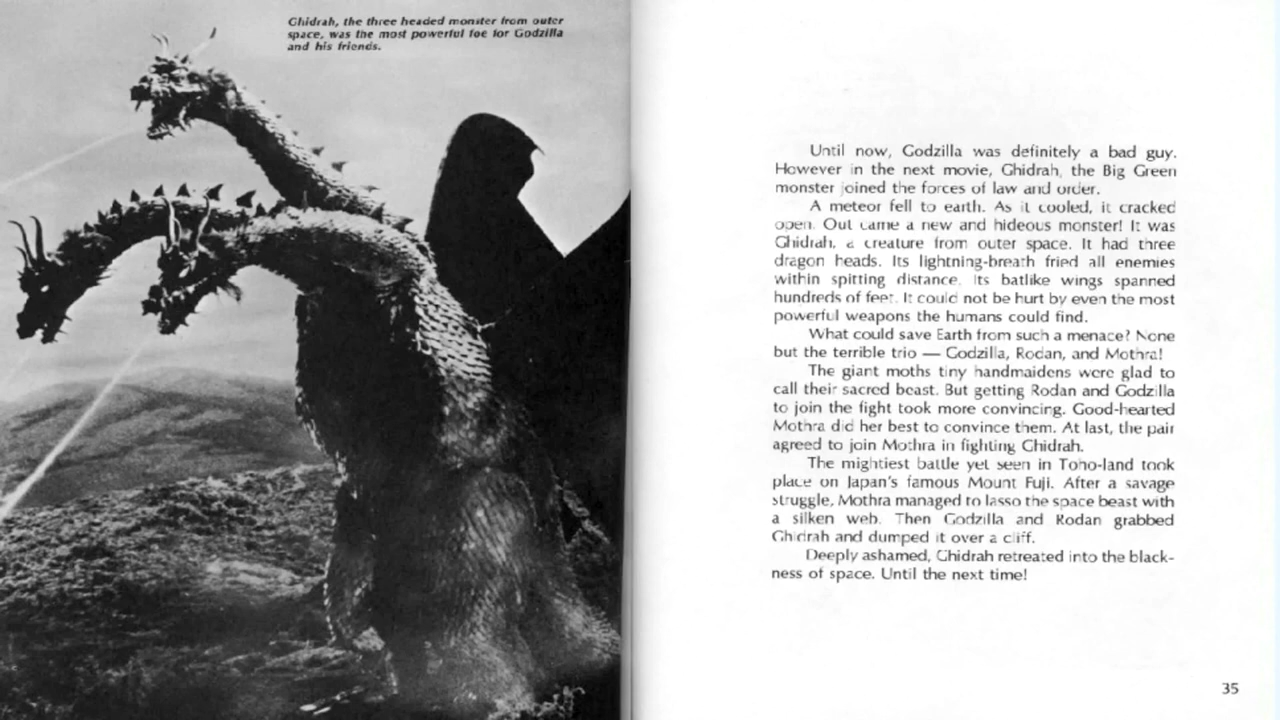 Ghidrah, the three headed monster from outer
space, was the most powerful foe for Godzilla
and his friends.
Until now, Godzilla was definitely a bad guy.
However in the next movie, Ghidrah, the Big Green
monster joined the forces of law and order.
A meteor fell to earth. As it cooled, it cracked
open. Out came a new and hideous monster! It was
Ghidrah, a creature from outer space. It had three
dragon heads. Its lightning-breath fried all enemies
within spitting distance. Its batlike wings spanned
hundreds of feet. It could not be hurt by even the most
powerful weapons the humans could find.
What could save Earth from such a menace? None
but the terrible trio — Godzilla, Rodan, and Mothra!
The giant moths tiny handmaidens were glad to
call their sacred beast. But getting Rodan and Godzilla
to join the fight took more convincing. Good-hearted
Mothra did her best to convince them. At last, the pair
agreed to join Mothra in fighting Ghidrah.
The mightiest battle yet seen in Toho-land took
place on Japan's famous Mount Fuji. After a savage
struggle, Mothra managed to lasso the space beast with
a silken web. Then Godzilla and Rodan grabbed
Ghidrah and dumped it over a cliff.
Deeply ashamed, Ghidrah retreated into the black-
ness of space. Until the next time!
35